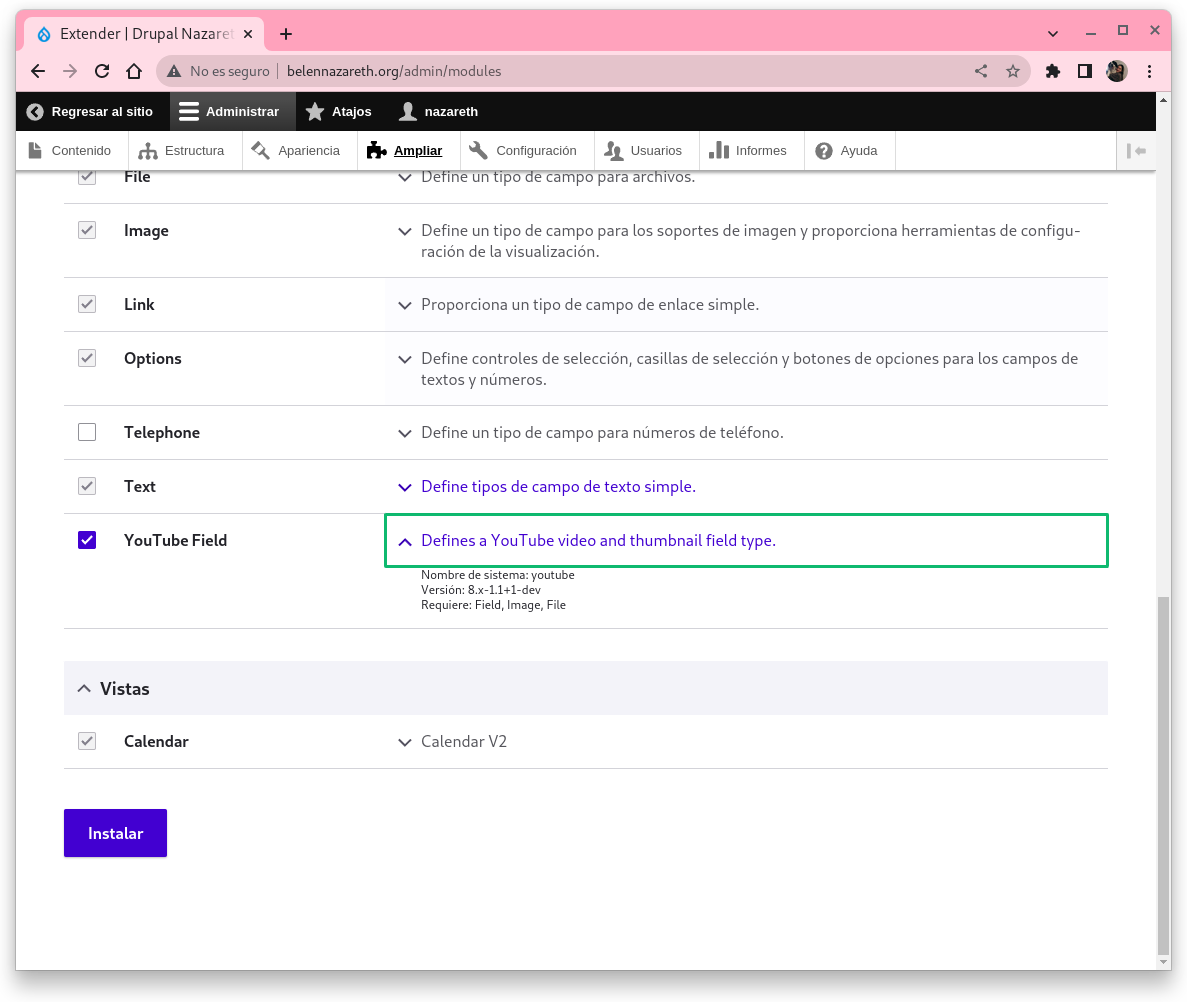 Extender | Drupal Nazaret
No es seguro
belennazareth.org/admin/modules
Regresar al sitio
Administrar
Atajos
nazareth
Contenido
Estructura
Apariencia
Ampliar
Configuración
Usuarios
Informes
Ayuda
File
Define un tipo de campo para archivos.
Image
Define un tipo de campo para los soportes de imagen y proporciona herramientas de configu-
ración de la visualización.
Link
Proporciona un tipo de campo de enlace simple.
Options
Define controles de selección, casillas de selección y botones de opciones para los campos de
textos y números.
Telephone
Define un tipo de campo para números de teléfono.
Text
Define tipos de campo de texto simple.
YouTube Field
Defines a YouTube video and thumbnail field type.
Nombre de sistema: youtube
Versión: 8.x-1.1+1-dev
Requiere: Field, Image, File
Vistas
Calendar
Calendar V2
Instalar